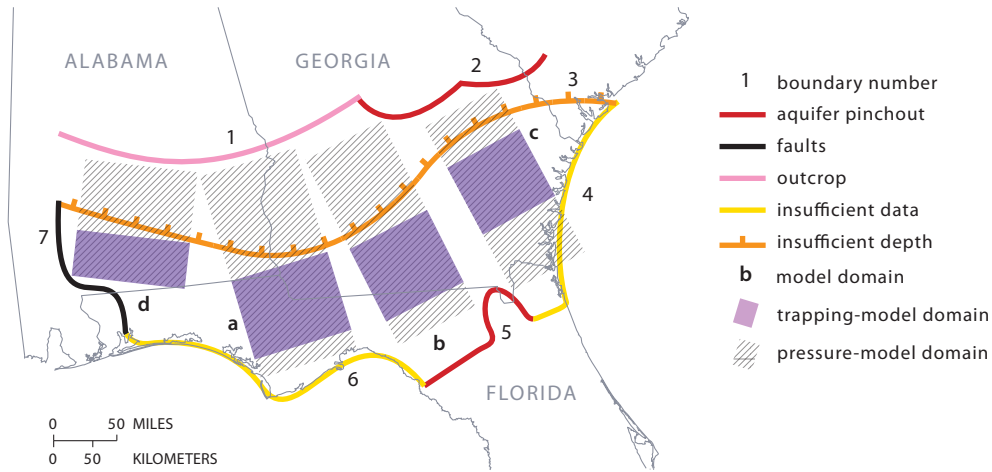 ALABAMA
GEORGIA
2
3
1
c
4
7
d
a
b
5
6
FLORIDA
0 50 MILES
0 50 KILOMETERS
1 boundary number
aquifer pinchout
faults
outcrop
insufficient data
insufficient depth
b model domain
trapping-model domain
pressure-model domain